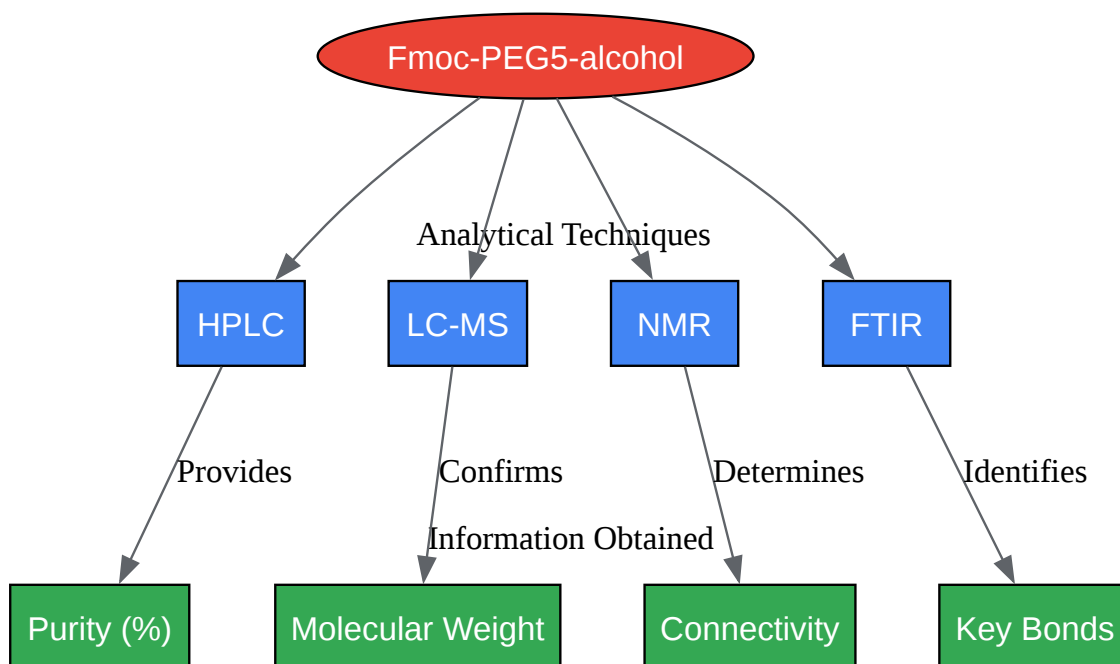 Fmoc-PEG5-alcohol
Analytical Techniques
HPLC
LC-MS
NMR
FTIR
Provides
Confirms
Determines
Identifies
Information Obtained
Purity (%)
Molecular Weight
Connectivity
Key Bonds